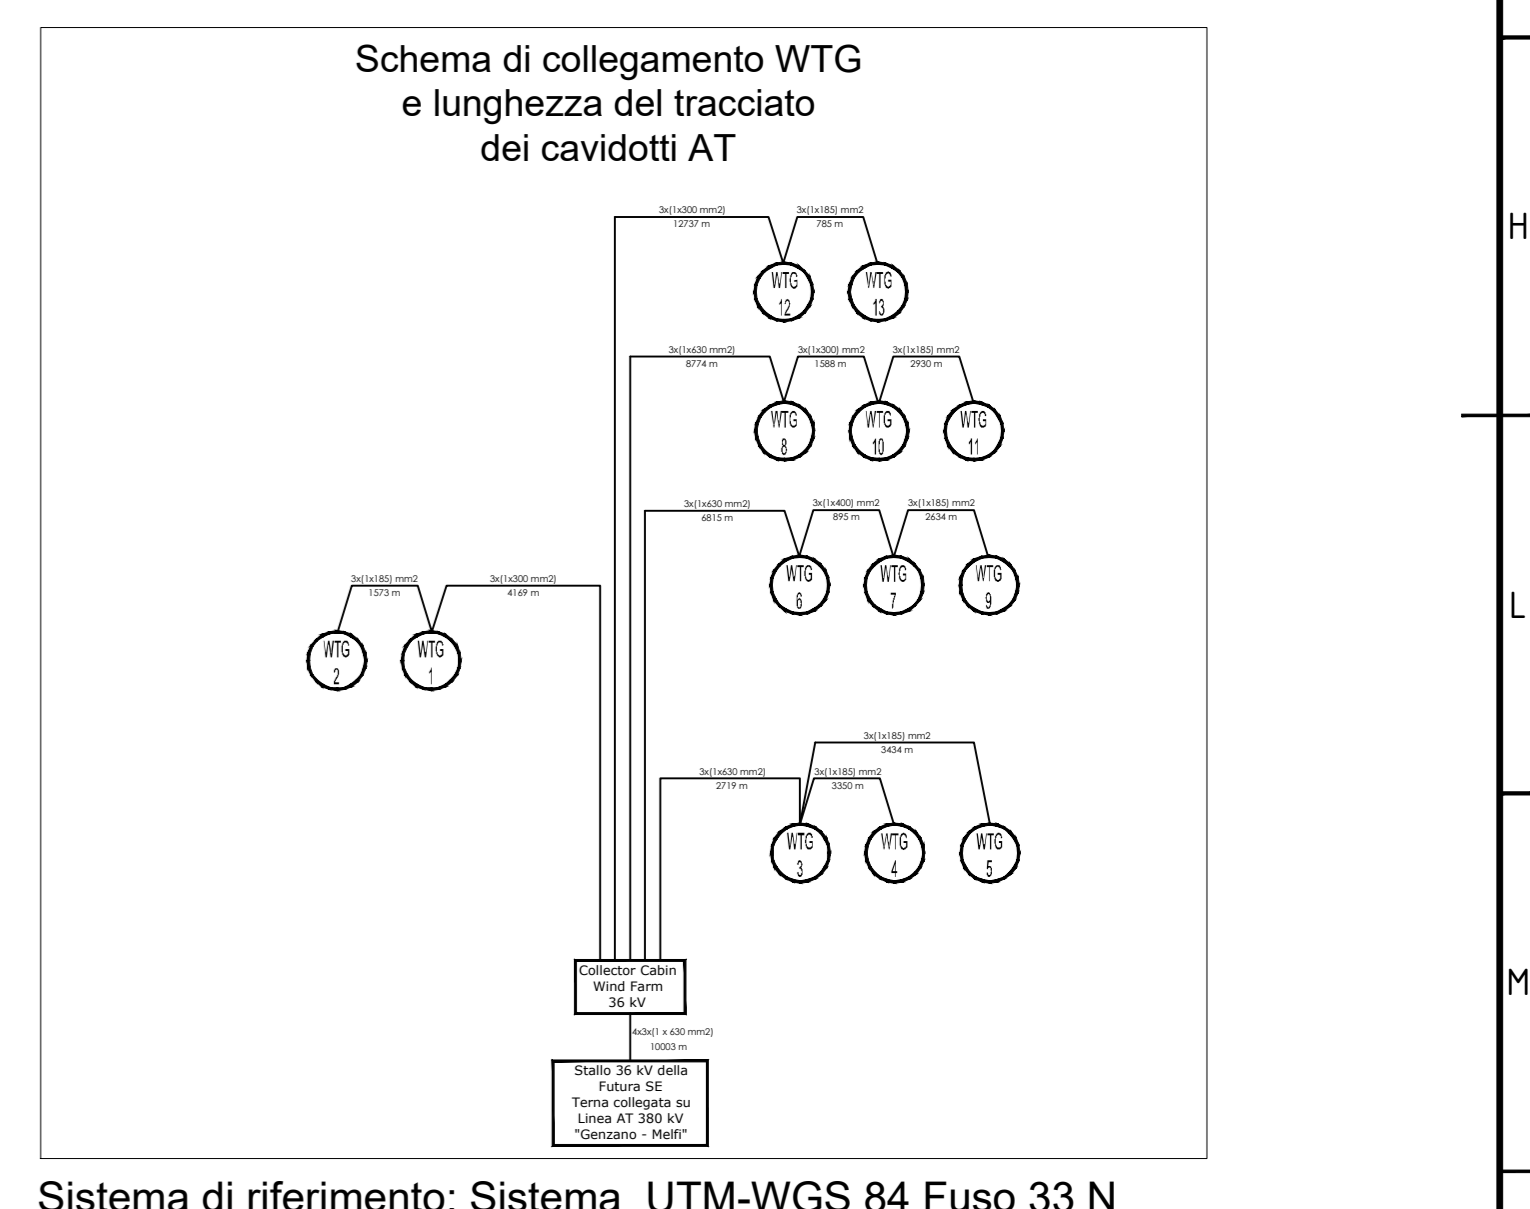 Schema di collegamento WTG
e lunghezza del tracciato
dei cavidotti AT
3x(1x300 mm2)
12737 m
3x(1x185) mm2
785 m
WTG
12
WTG
13
H
3x(1x630 mm2)
8774 m
3x(1x300) mm2
1588 m
3x(1x185) mm2
2930 m
WTG
8
WTG
10
WTG
11
3x(1x630 mm2)
6815 m
3x(1x400) mm2
895 m
3x(1x185) mm2
2634 m
WTG
6
WTG
7
WTG
9
L
3x(1x185) mm2
1573 m
3x(1x300 mm2)
4169 m
WTG
2
WTG
1
3x(1x185) mm2
3434 m
3x(1x630 mm2)
2719 m
3x(1x185) mm2
3350 m
WTG
3
WTG
4
WTG
5
Collector Cabin
Wind Farm
36 kV
M
4x3x(1 x 630 mm2)
10003 m
Stallo 36 kV della
Futura SE
Terna collegata su
Linea AT 380 kV
"Genzano - Melfi"
Sistema di riferimento: Sistema UTM-WGS 84 Fuso 33 N